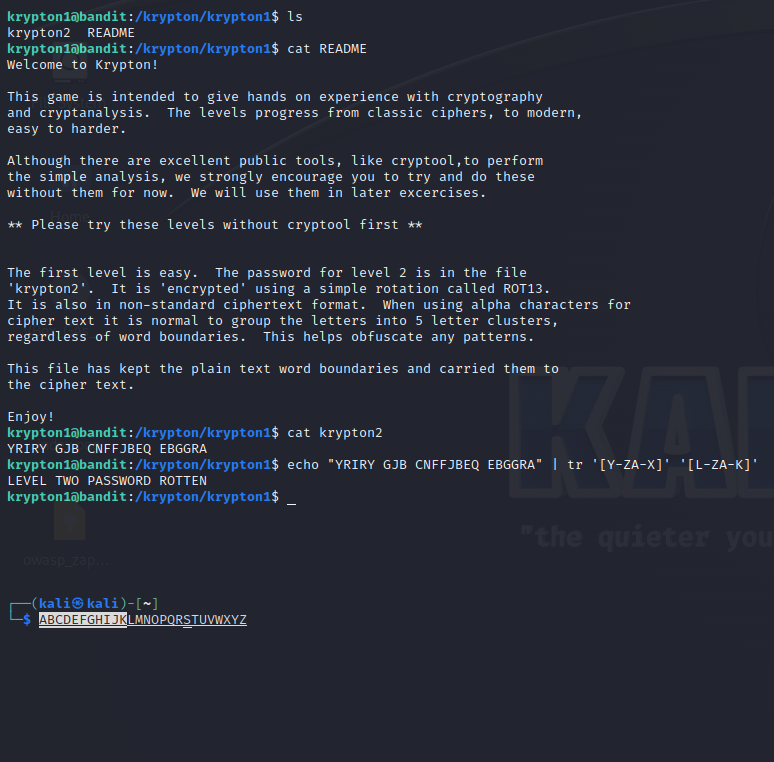 krypton1@bandit:/krypton/krypton1$ ls
krypton2  README
krypton1@bandit:/krypton/krypton1$ cat README
Welcome to Krypton!
This game is intended to give hands on experience with cryptography
and cryptanalysis.  The levels progress from classic ciphers, to modern,
easy to harder.
Although there are excellent public tools, like cryptool,to perform
the simple analysis, we strongly encourage you to try and do these
without them for now.  We will use them in later excercises.
** Please try these levels without cryptool first **
The first level is easy.  The password for level 2 is in the file
'krypton2'.  It is 'encrypted' using a simple rotation called ROT13.
It is also in non-standard ciphertext format.  When using alpha characters for
cipher text it is normal to group the letters into 5 letter clusters,
regardless of word boundaries.  This helps obfuscate any patterns.
This file has kept the plain text word boundaries and carried them to
the cipher text.
Enjoy!
krypton1@bandit:/krypton/krypton1$ cat krypton2
YRIRY GJB CNFFJBEQ EBGGRA
krypton1@bandit:/krypton/krypton1$ echo "YRIRY GJB CNFFJBEQ EBGGRA" | tr '[Y-ZA-X]' '[L-ZA-K]'
LEVEL TWO PASSWORD ROTTEN
krypton1@bandit:/krypton/krypton1$ _
KAL
"the quieter you
owasp_zap...
┌──(kali㉿kali)-[~]
└─$ ABCDEFGHIJKLMNOPQRSTUVWXYZ